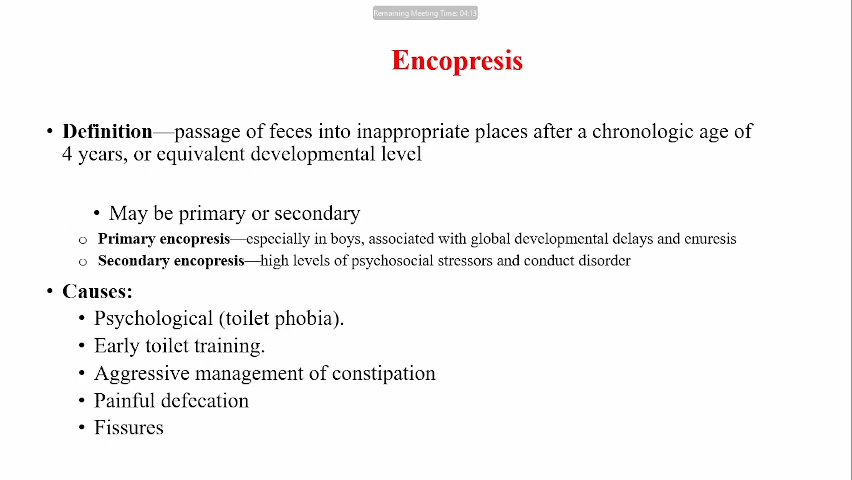 Remaining Meeting Time: 04:13
Encopresis
• Definition—passage of feces into inappropriate places after a chronologic age of
4 years, or equivalent developmental level
• May be primary or secondary
o Primary encopresis—especially in boys, associated with global developmental delays and enuresis
o Secondary encopresis—high levels of psychosocial stressors and conduct disorder
• Causes:
• Psychological (toilet phobia).
• Early toilet training.
• Aggressive management of constipation
• Painful defecation
• Fissures